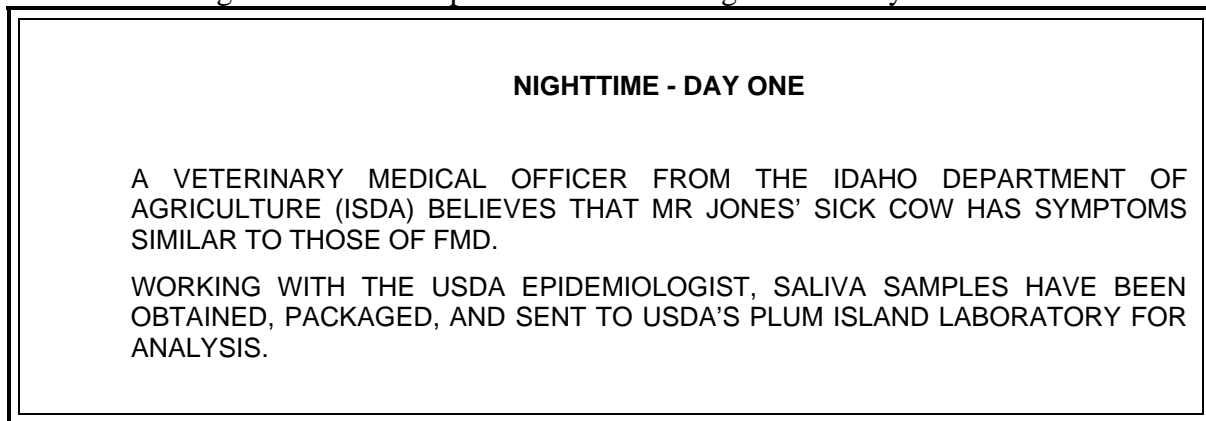 NIGHTTIME - DAY ONE
A VETERINARY MEDICAL OFFICER FROM THE IDAHO DEPARTMENT OF
AGRICULTURE (ISDA) BELIEVES THAT MR JONES’ SICK COW HAS SYMPTOMS
SIMILAR TO THOSE OF FMD.
WORKING WITH THE USDA EPIDEMIOLOGIST, SALIVA SAMPLES HAVE BEEN
OBTAINED, PACKAGED, AND SENT TO USDA’S PLUM ISLAND LABORATORY FOR
ANALYSIS.